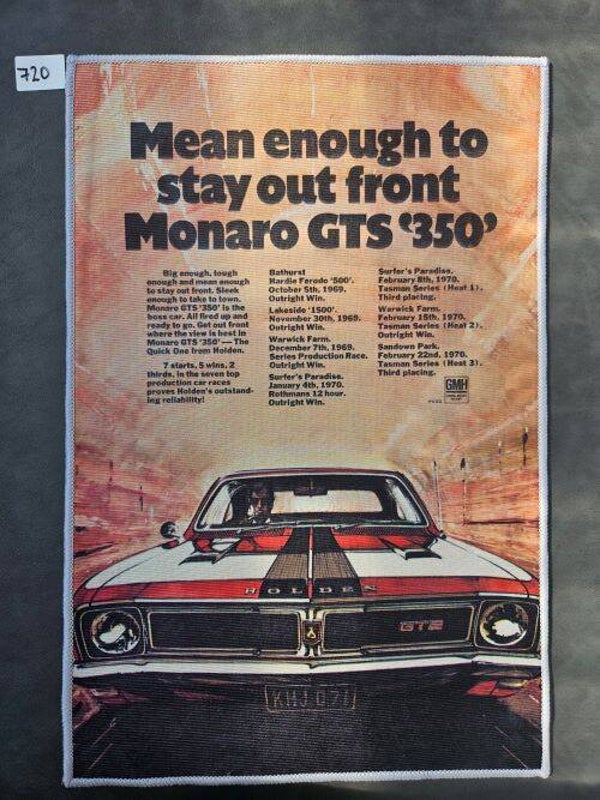 720
Mean enough to
stay out front
Monaro GTS ‘350’
Big enough, tough
enough and mean enough
to stay out front. Sleek
enough to take to town.
Monaro GTS ‘350’ is the
boss car. All fired up and
ready to go. Get out front
where the view is best in
Monaro GTS ‘350’ — The
Quick One from Holden.
7 starts, 5 wins, 2
thirds, in the seven top
production car races
proves Holden's outstand-
ing reliability!
Bathurst
Hardie Ferodo ‘500’.
October 5th, 1969.
Outright Win.
Lakeside ‘1500’.
November 30th, 1969.
Outright Win.
Warwick Farm.
December 7th, 1969.
Series Production Race.
Outright Win.
Surfer's Paradise.
January 4th, 1970.
Rothmans 12 hour.
Outright Win.
Surfer's Paradise.
February 8th, 1970.
Tasman Series (Heat 1).
Third placing.
Warwick Farm.
February 15th, 1970.
Tasman Series (Heat 2).
Outright Win.
Sandown Park.
February 22nd, 1970.
Tasman Series (Heat 3).
Third placing.
GMH
HOLDEN
GTS
KHJ 071